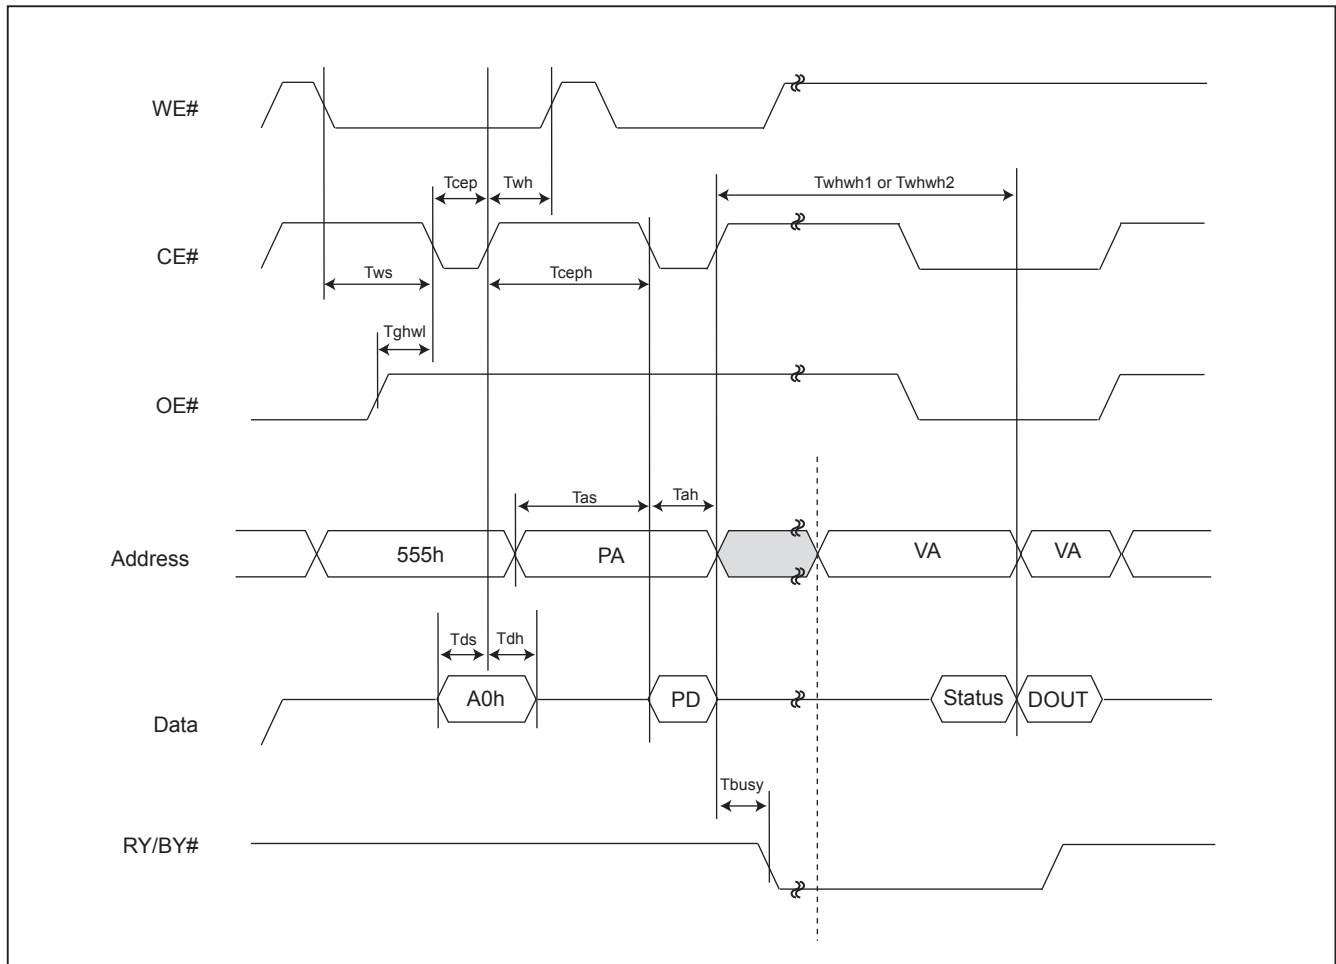 WE#
Tcep
Twh
Twhwh1 or Twhwh2
CE#
Tws
Tceph
Tghwl
OE#
Tas
Tah
Address
555h
PA
VA
VA
Tds
Tdh
A0h
PD
Status
DOUT
Data
Tbusy
RY/BY#